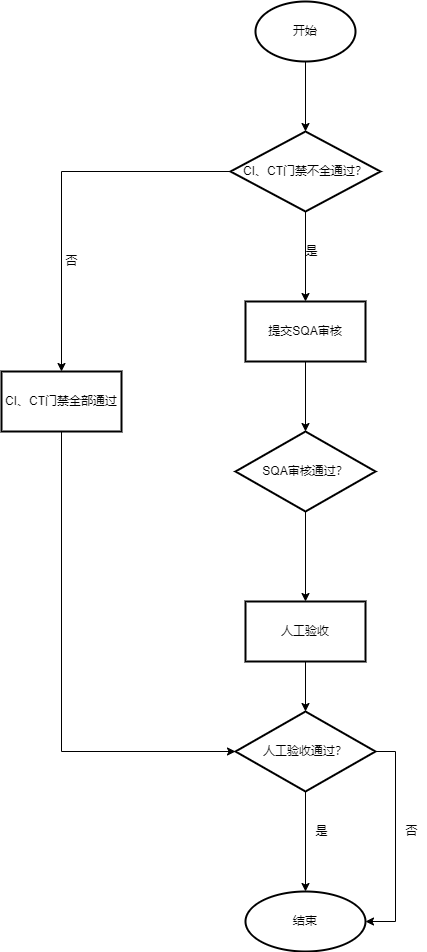 开始
CI、CT门禁不全通过?
否
是
提交SQA审核
CI、CT门禁全部通过
SQA审核通过?
人工验收
人工验收通过?
是
否
结束